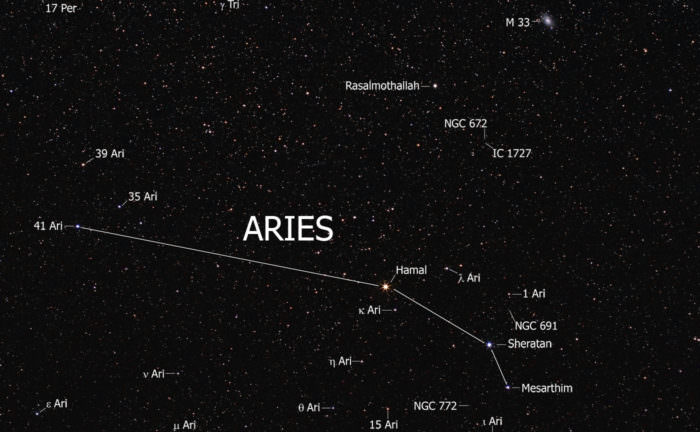 17 Per
γ Tri
M 33
Rasalmothallah
NGC 672
IC 1727
39 Ari
35 Ari
41 Ari
ARIES
Hamal
λ Ari
1 Ari
κ Ari
NGC 691
Sheratan
η Ari
ν Ari
Mesarthim
ε Ari
θ Ari
NGC 772
μ Ari
15 Ari
ι Ari